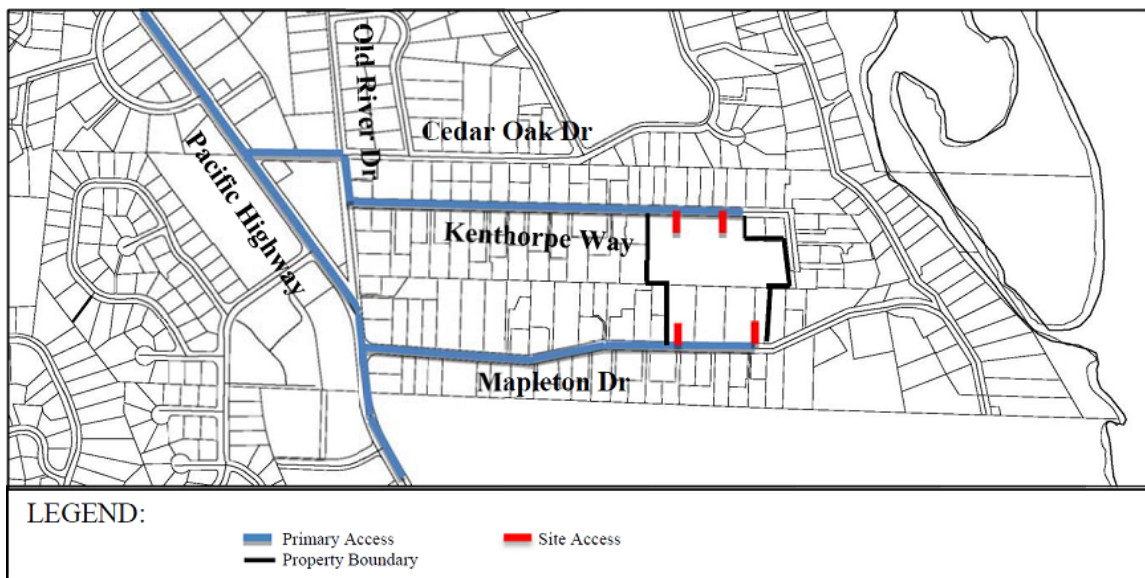 Old River Dr
Cedar Oak Dr
Pacific Highway
Kenthorpe Way
Mapleton Dr
LEGEND:
Primary Access
Site Access
Property Boundary